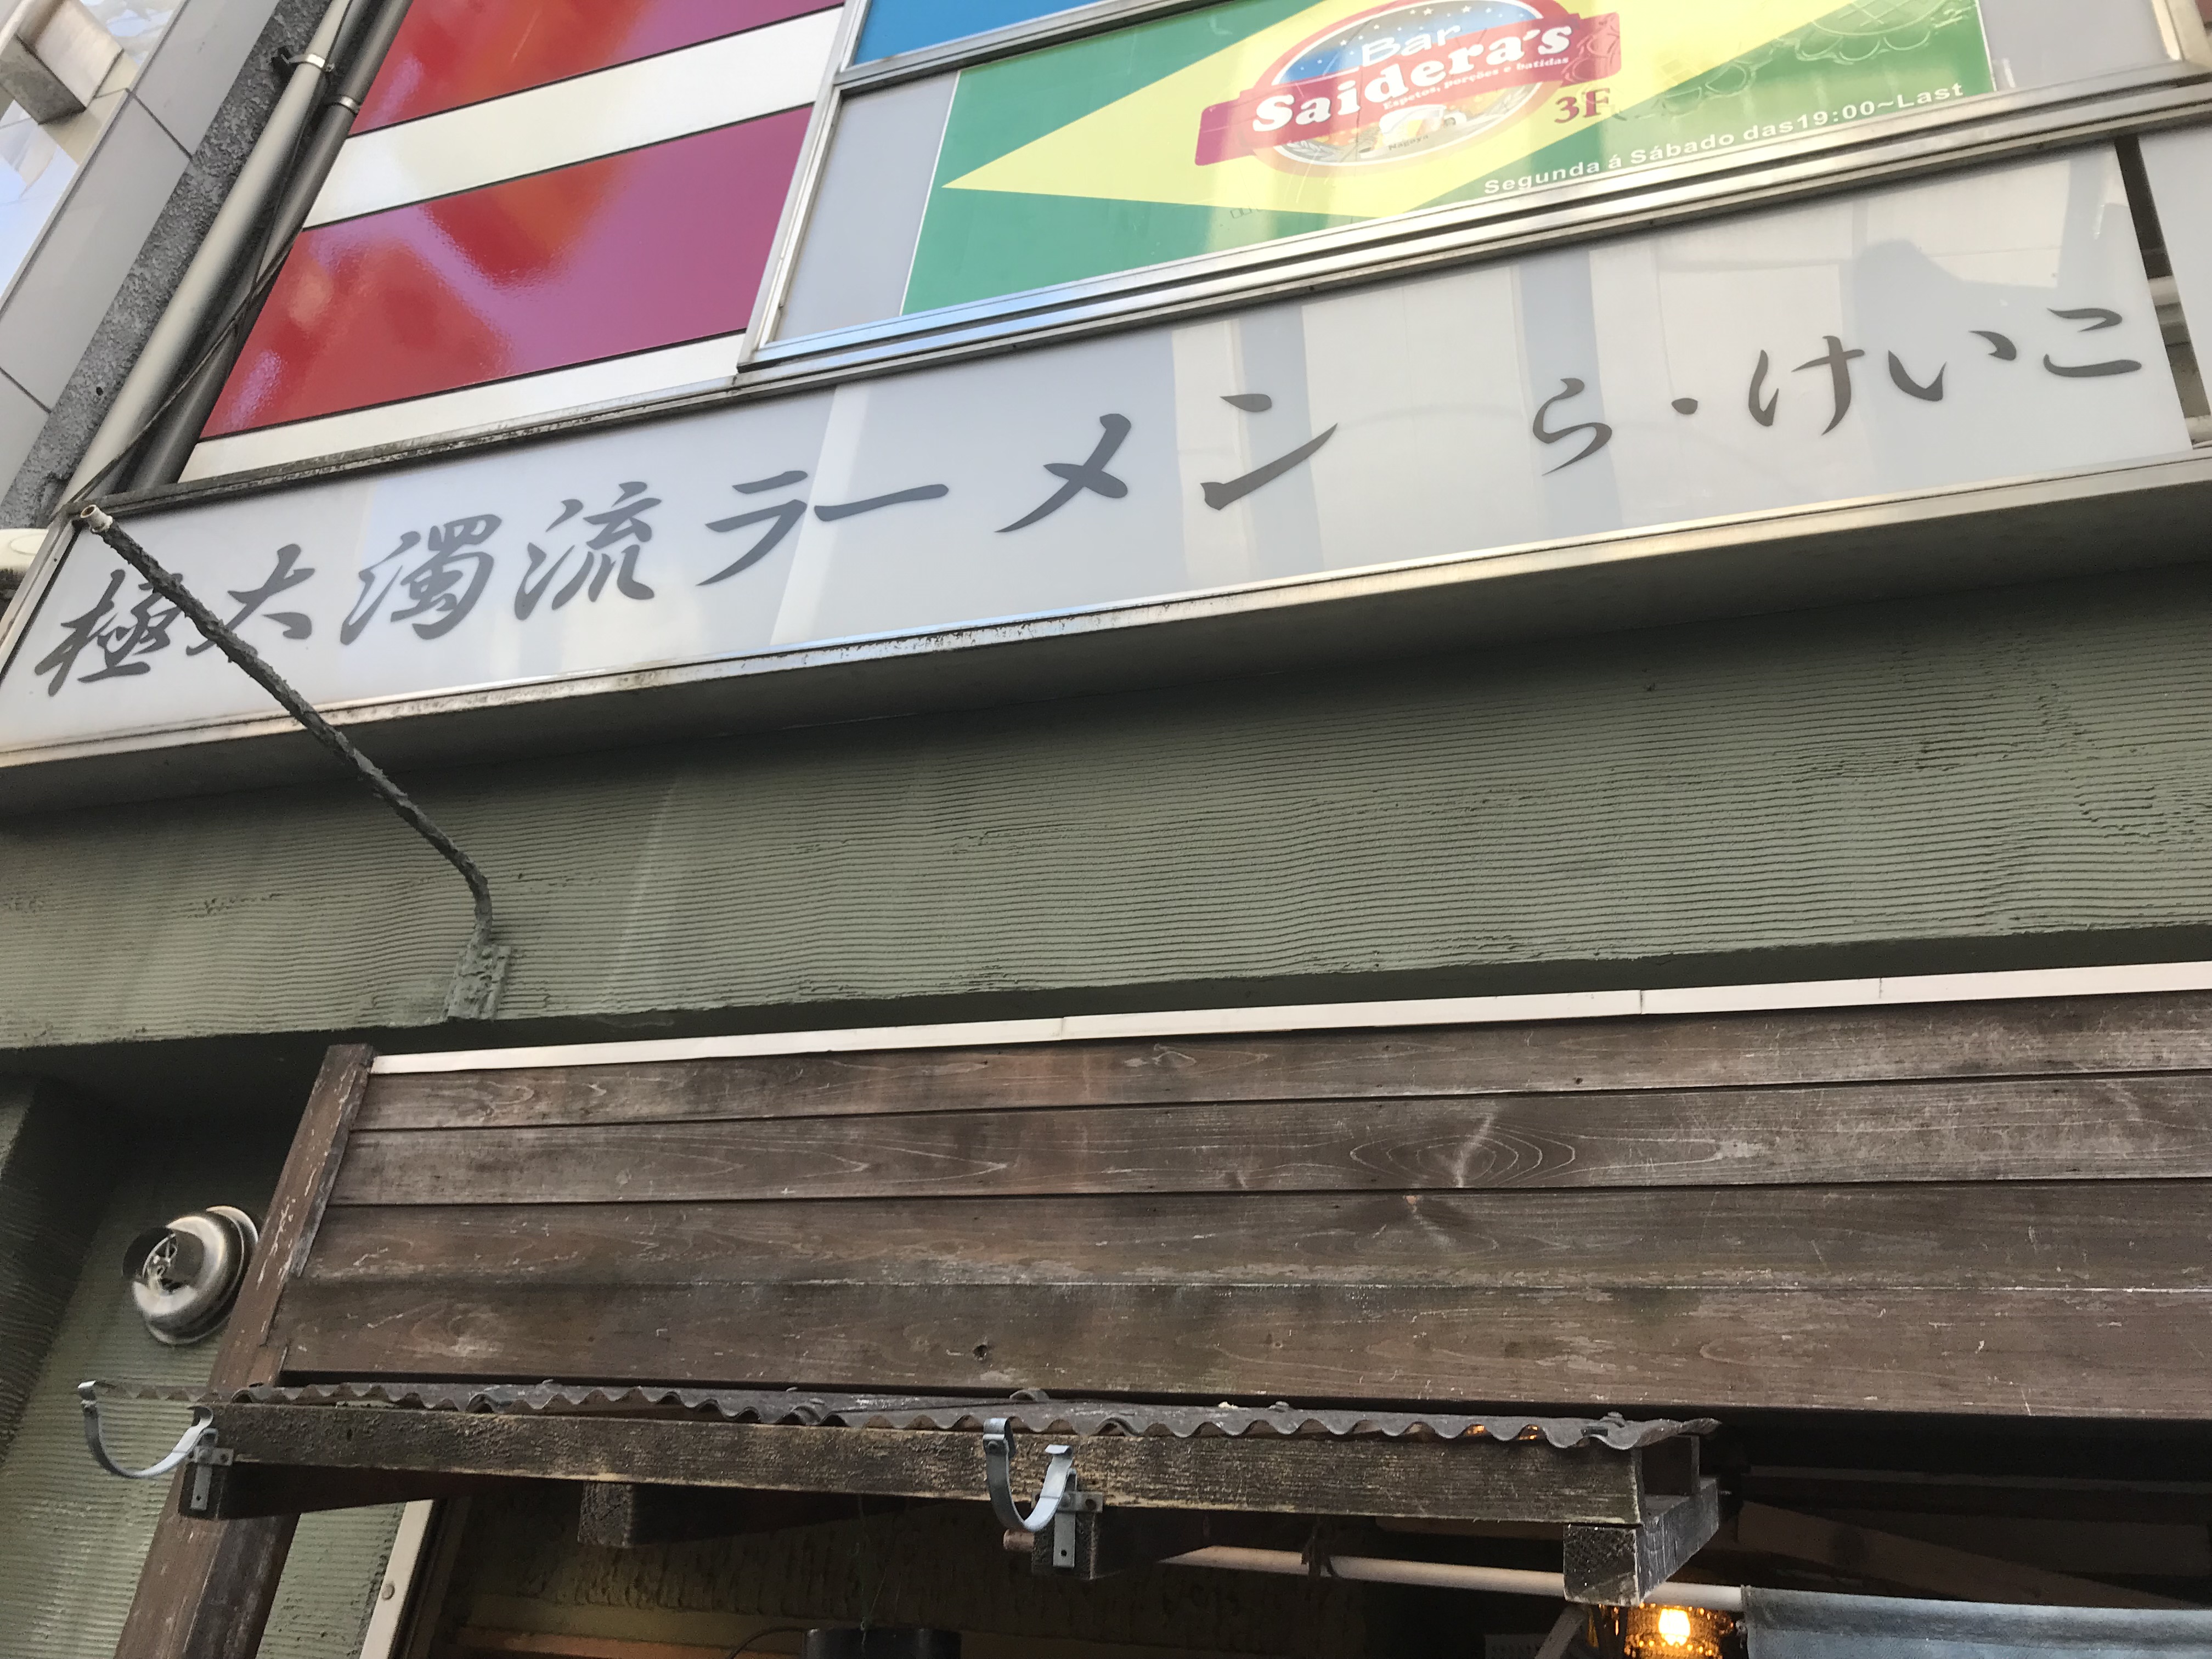 Bar
Saidera's
Espetos, porções e batidas
Nagoya
3F
Segunda á Sábado das19:00~Last
極太濁流ラーメン ら・けいこ